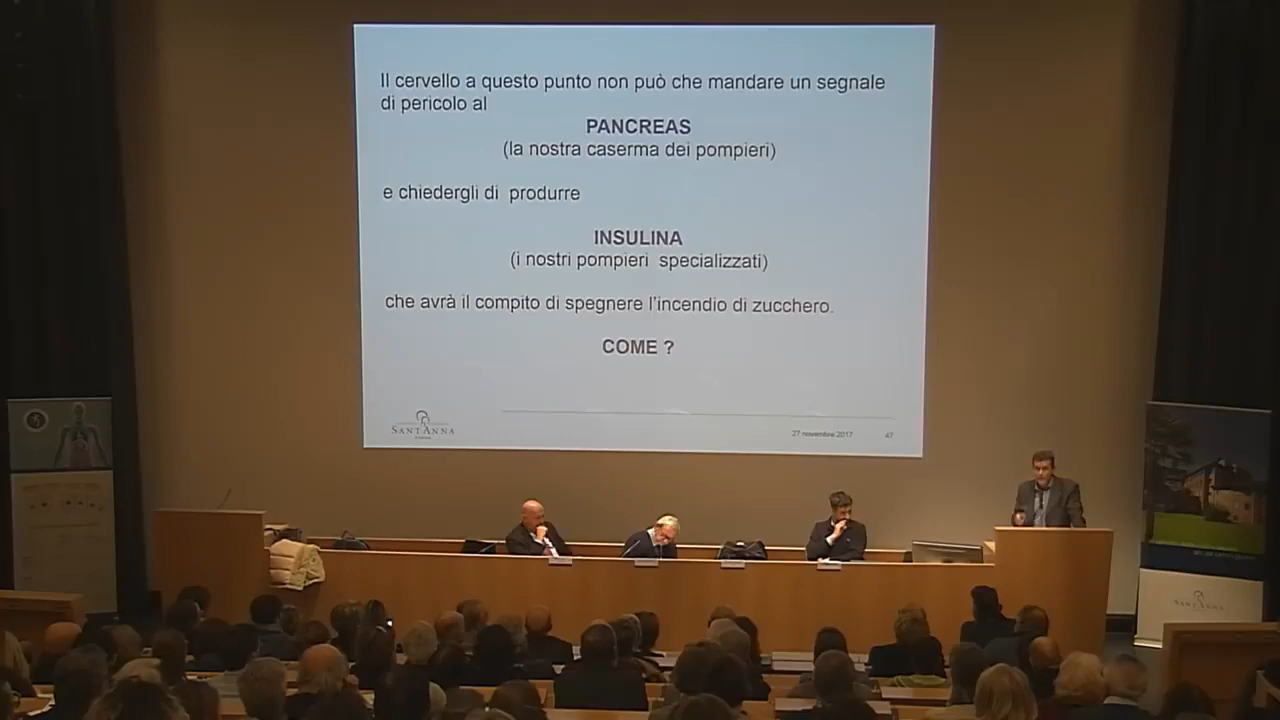 Il cervello a questo punto non può che mandare un segnale
di pericolo al
PANCREAS
(la nostra caserma dei pompieri)
e chiedergli di produrre
INSULINA
(i nostri pompieri specializzati)
che avrà il compito di spegnere l'incendio di zucchero.
COME ?
SANT'ANNA
27 novembre 2017
47
SANT'ANNA